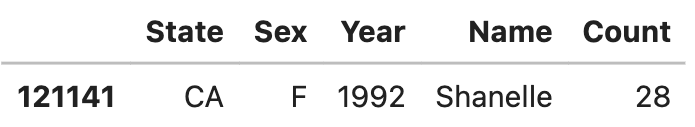 State Sex Year Name Count
121141 CA F 1992 Shanelle 28